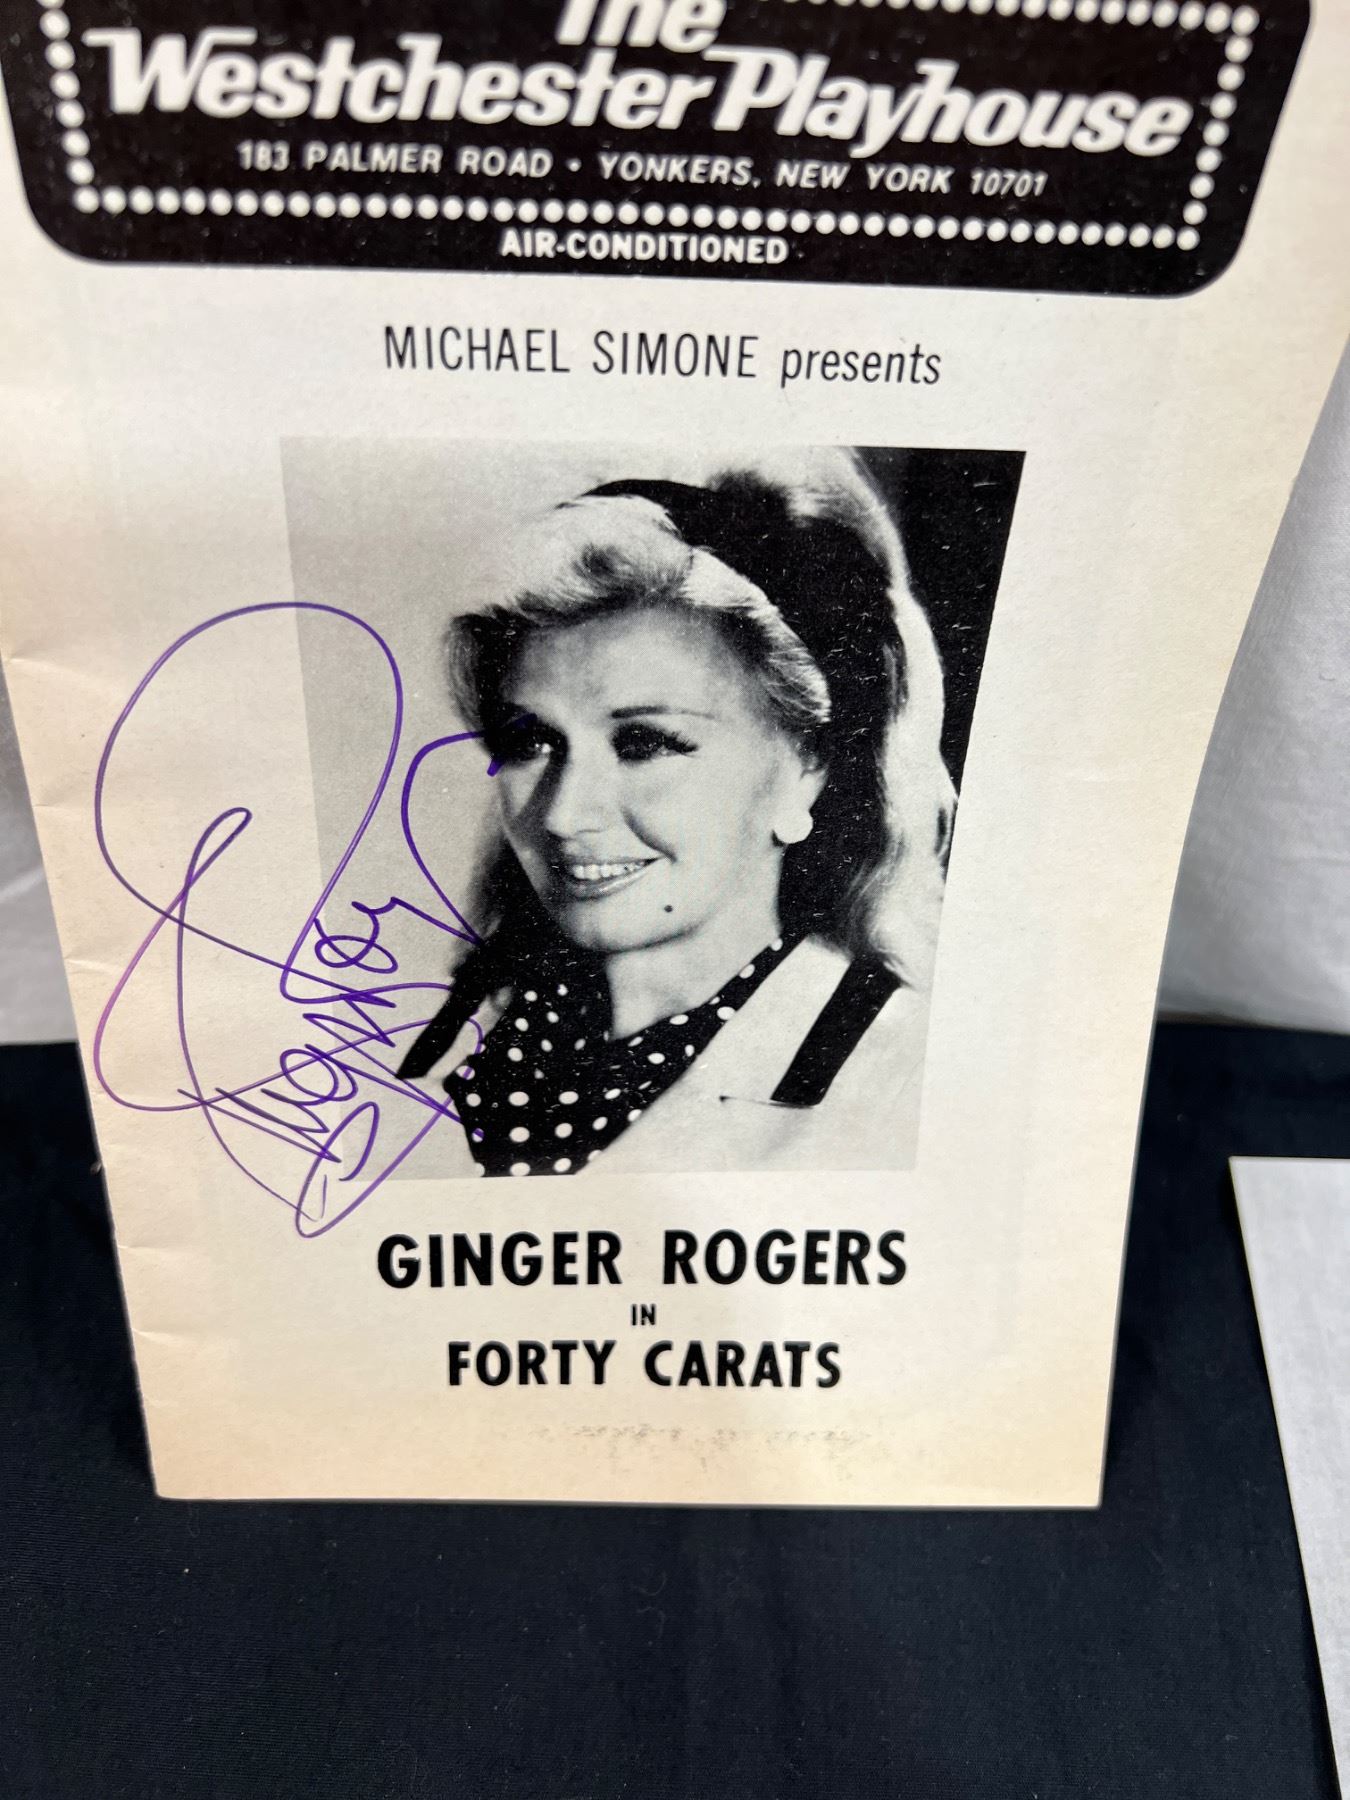 The
Westchester Playhouse
183 PALMER ROAD • YONKERS, NEW YORK 10701
AIR-CONDITIONED
MICHAEL SIMONE presents
Ginger Rogers
GINGER ROGERS
IN
FORTY CARATS